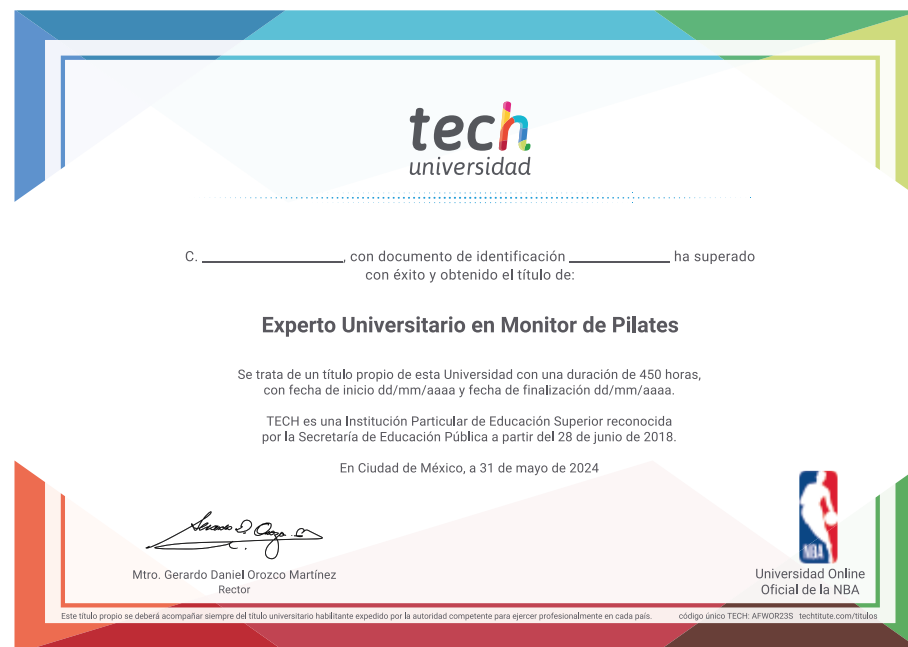 tech
universidad
C. ____________, con documento de identificación ____________ ha superado
con éxito y obtenido el título de:
Experto Universitario en Monitor de Pilates
Se trata de un título propio de esta Universidad con una duración de 450 horas,
con fecha de inicio dd/mm/aaaa y fecha de finalización dd/mm/aaaa.
TECH es una Institución Particular de Educación Superior reconocida
por la Secretaría de Educación Pública a partir del 28 de junio de 2018.
En Ciudad de México, a 31 de mayo de 2024
Mtro. Gerardo Daniel Orozco Martínez
Rector
NBA
Universidad Online
Oficial de la NBA
Este título propio se deberá acompañar siempre del título universitario habilitante expedido por la autoridad competente para ejercer profesionalmente en cada país. código único TECH: AFWOR23S techtitute.com/titulos